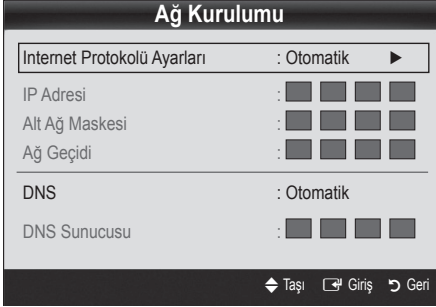 Ağ Kurulumu
Internet Protokolü Ayarları : Otomatik ►
IP Adresi :
Alt Ağ Maskesi :
Ağ Geçidi :
DNS : Otomatik
DNS Sunucusu :
Taşı Giriş Geri